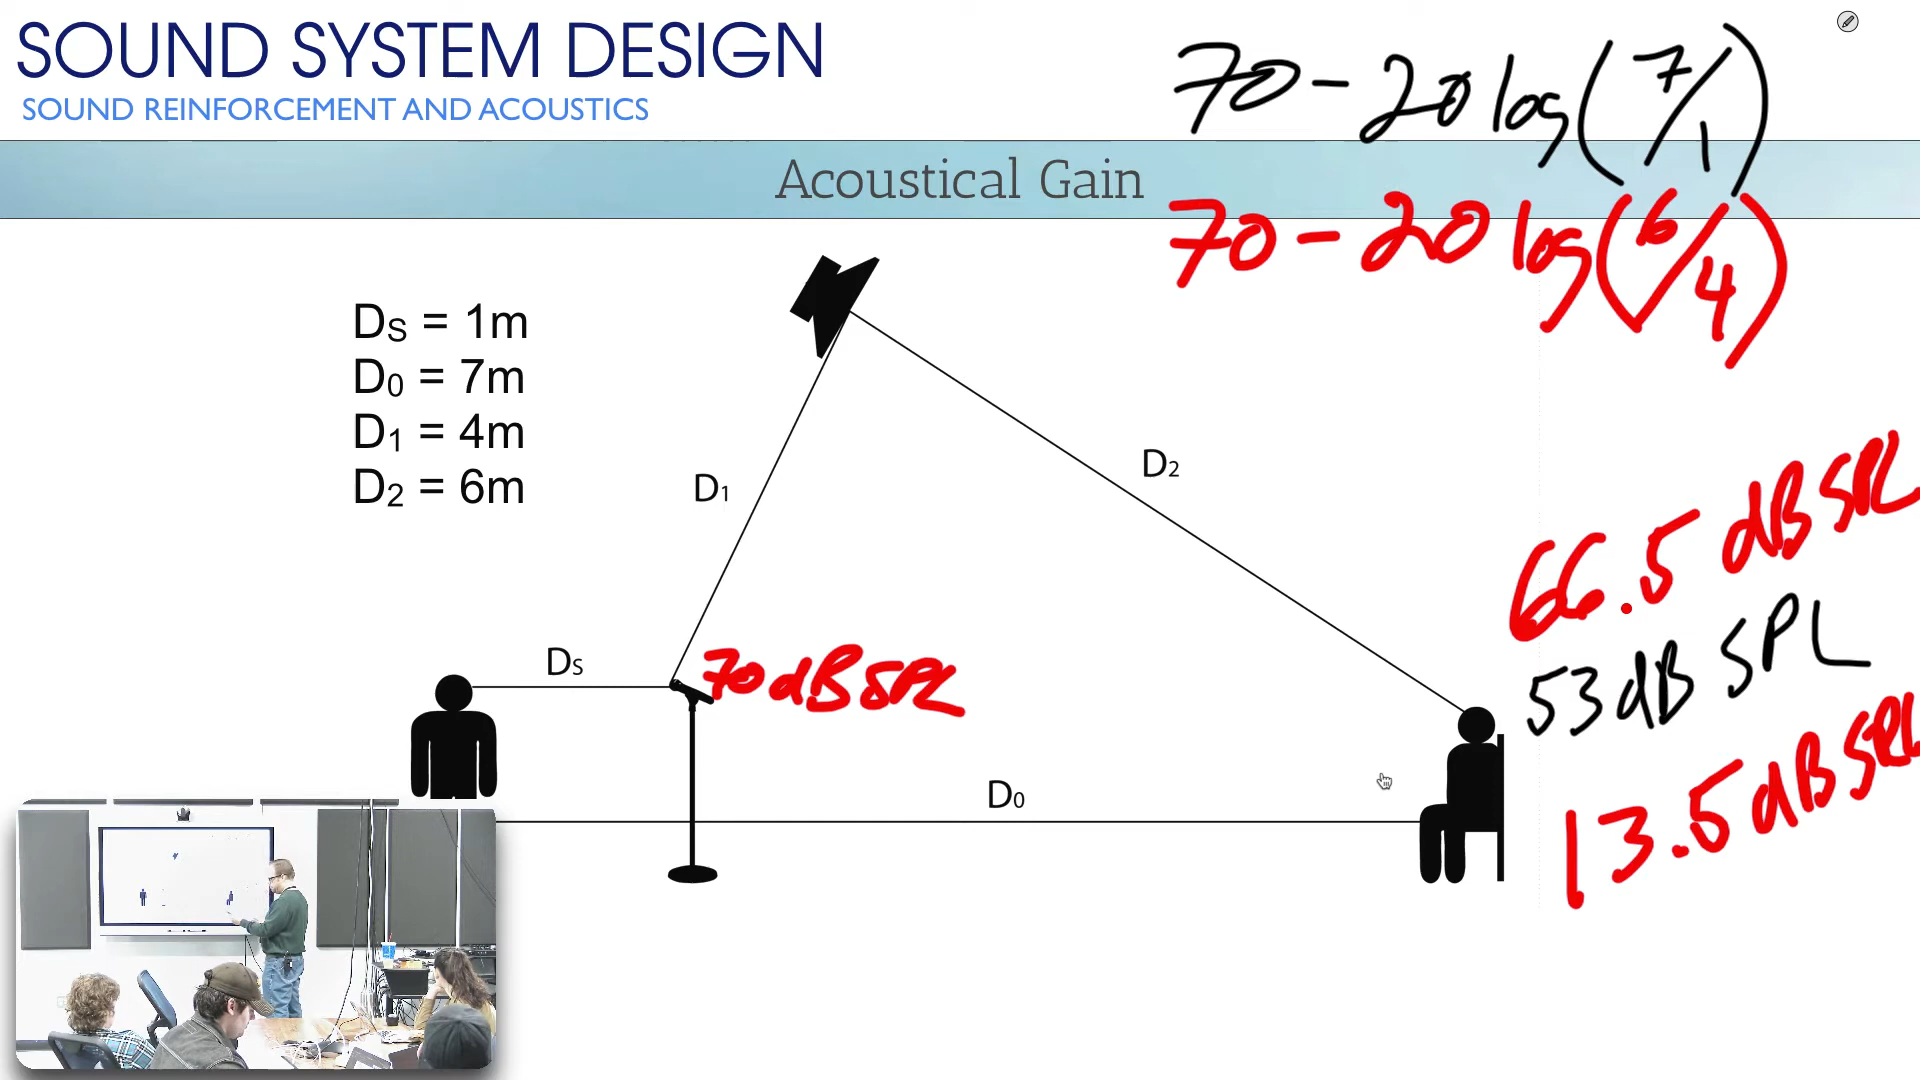 SOUND SYSTEM DESIGN
SOUND REINFORCEMENT AND ACOUSTICS
70 - 20 log(7/1)
Acoustical Gain
70 - 20 log(6/4)
DS = 1m
D0 = 7m
D1 = 4m
D2 = 6m
D1
D2
66.5 dB SPL
DS
70 dB SPL
53 dB SPL
D0
13.5 dB SPL